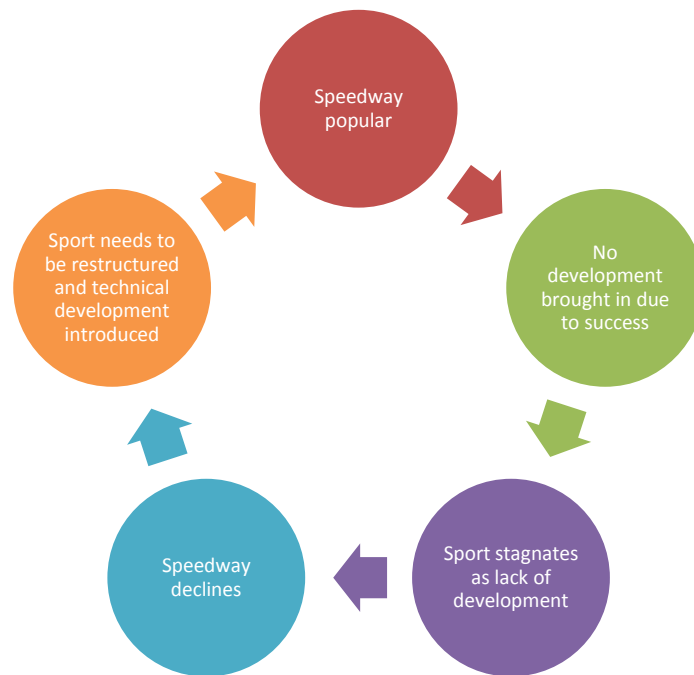 Speedway
popular
No
development
brought in due
to success
Sport stagnates
as lack of
development
Speedway
declines
Sport needs to
be restructured
and technical
development
introduced